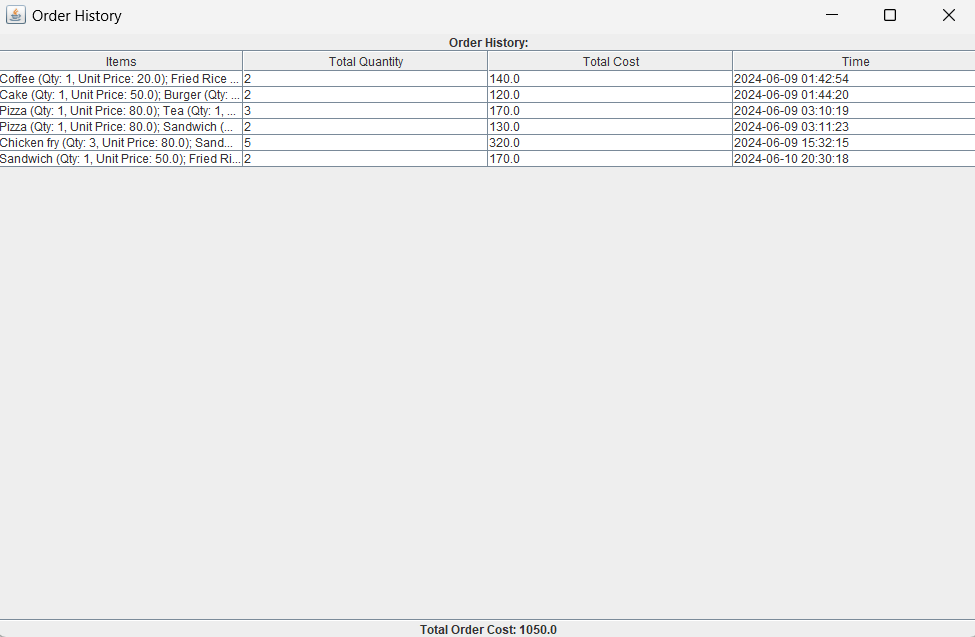 Order History
Order History:
Items Total Quantity Total Cost Time
Coffee (Qty: 1, Unit Price: 20.0); Fried Rice ... 2 140.0 2024-06-09 01:42:54
Cake (Qty: 1, Unit Price: 50.0); Burger (Qty: ... 2 120.0 2024-06-09 01:44:20
Pizza (Qty: 1, Unit Price: 80.0); Tea (Qty: 1, ... 3 170.0 2024-06-09 03:10:19
Pizza (Qty: 1, Unit Price: 80.0); Sandwich (... 2 130.0 2024-06-09 03:11:23
Chicken fry (Qty: 3, Unit Price: 80.0); Sand... 5 320.0 2024-06-09 15:32:15
Sandwich (Qty: 1, Unit Price: 50.0); Fried Ri... 2 170.0 2024-06-10 20:30:18
Total Order Cost: 1050.0